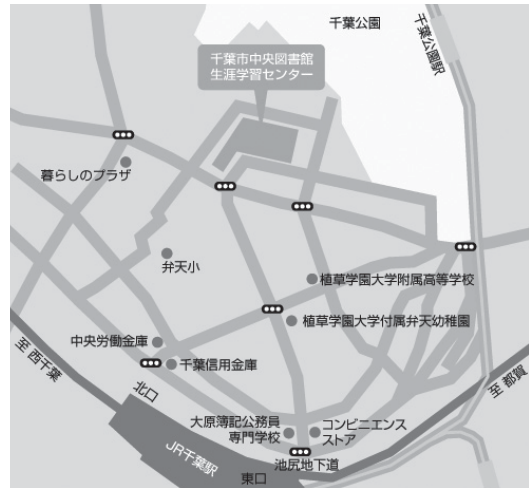 千葉公園
千葉公園駅
千葉市中央図書館
生涯学習センター
暮らしのプラザ
弁天小
植草学園大学附属高等学校
植草学園大学付属弁天幼稚園
中央労働金庫
千葉信用金庫
至 西千葉
至 都賀
北口
大原簿記公務員
専門学校
コンビニエンス
ストア
JR千葉駅
池尻地下道
東口